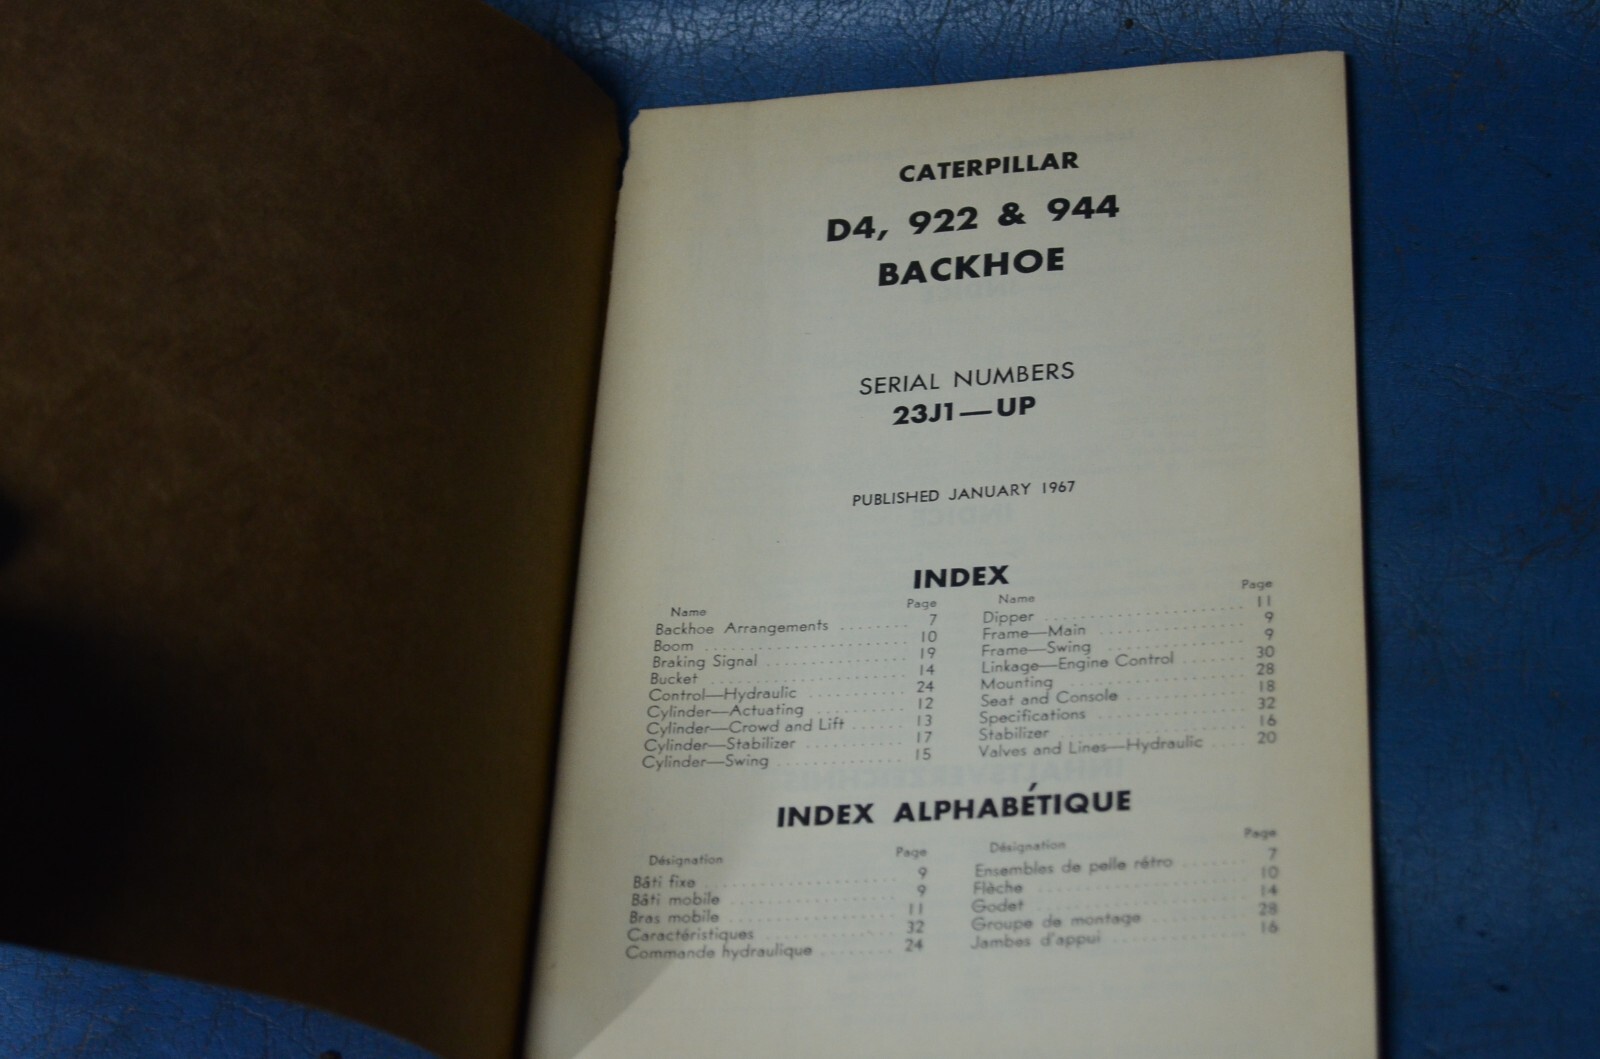 CATERPILLAR
D4, 922 & 944
BACKHOE
SERIAL NUMBERS
23J1—UP
PUBLISHED JANUARY 1967
INDEX
Name Page
Backhoe Arrangements 7
Boom 10
Braking Signal 19
Bucket 14
Control—Hydraulic 24
Cylinder—Actuating 12
Cylinder—Crowd and Lift 13
Cylinder—Stabilizer 17
Cylinder—Swing 15
Name Page
Dipper 11
Frame—Main 9
Frame—Swing 9
Linkage—Engine Control 30
Mounting 28
Seat and Console 18
Specifications 32
Stabilizer 16
Valves and Lines—Hydraulic 20
INDEX ALPHABÉTIQUE
Désignation Page
Bâti fixe 9
Bâti mobile 9
Bras mobile 11
Caractéristiques 32
Commande hydraulique 24
Désignation Page
Ensembles de pelle rétro 7
Flèche 10
Godet 14
Groupe de montage 28
Jambes d'appui 16